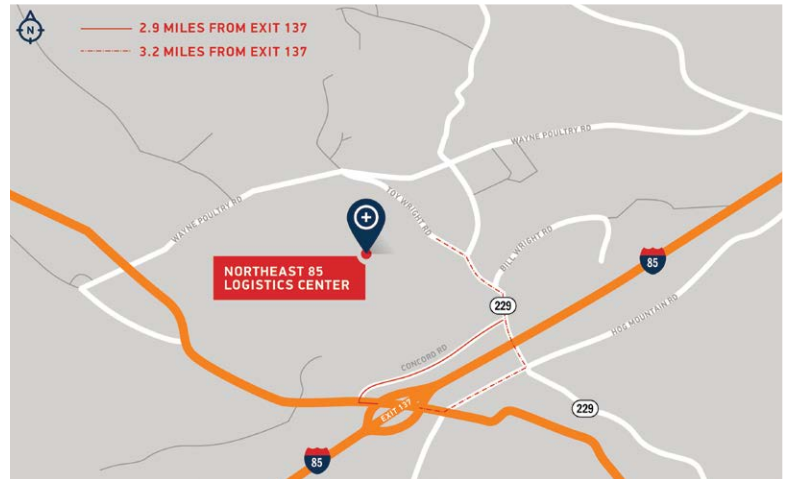 N
2.9 MILES FROM EXIT 137
3.2 MILES FROM EXIT 137
WAYNE POULTRY RD
WAYNE POULTRY RD
TOY WRIGHT RD
BILL WRIGHT RD
85
NORTHEAST 85
LOGISTICS CENTER
229
HOG MOUNTAIN RD
CONCORD RD
EXIT 137
229
85